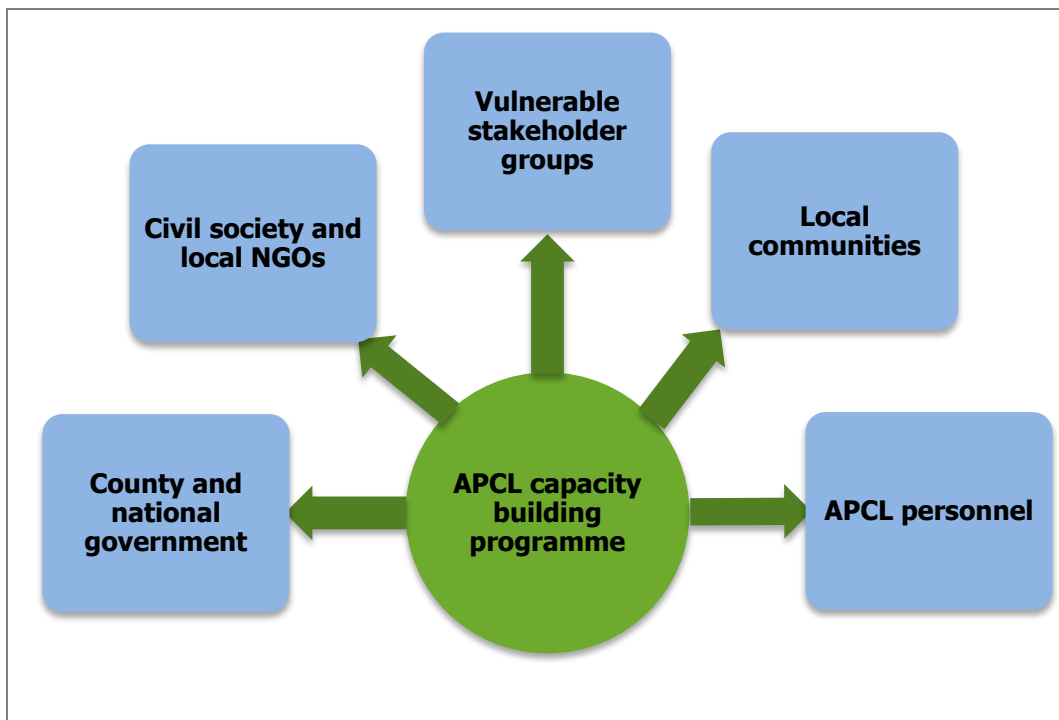 Vulnerable
stakeholder
groups
Civil society and
local NGOs
Local
communities
County and
national
government
APCL capacity
building
programme
APCL personnel